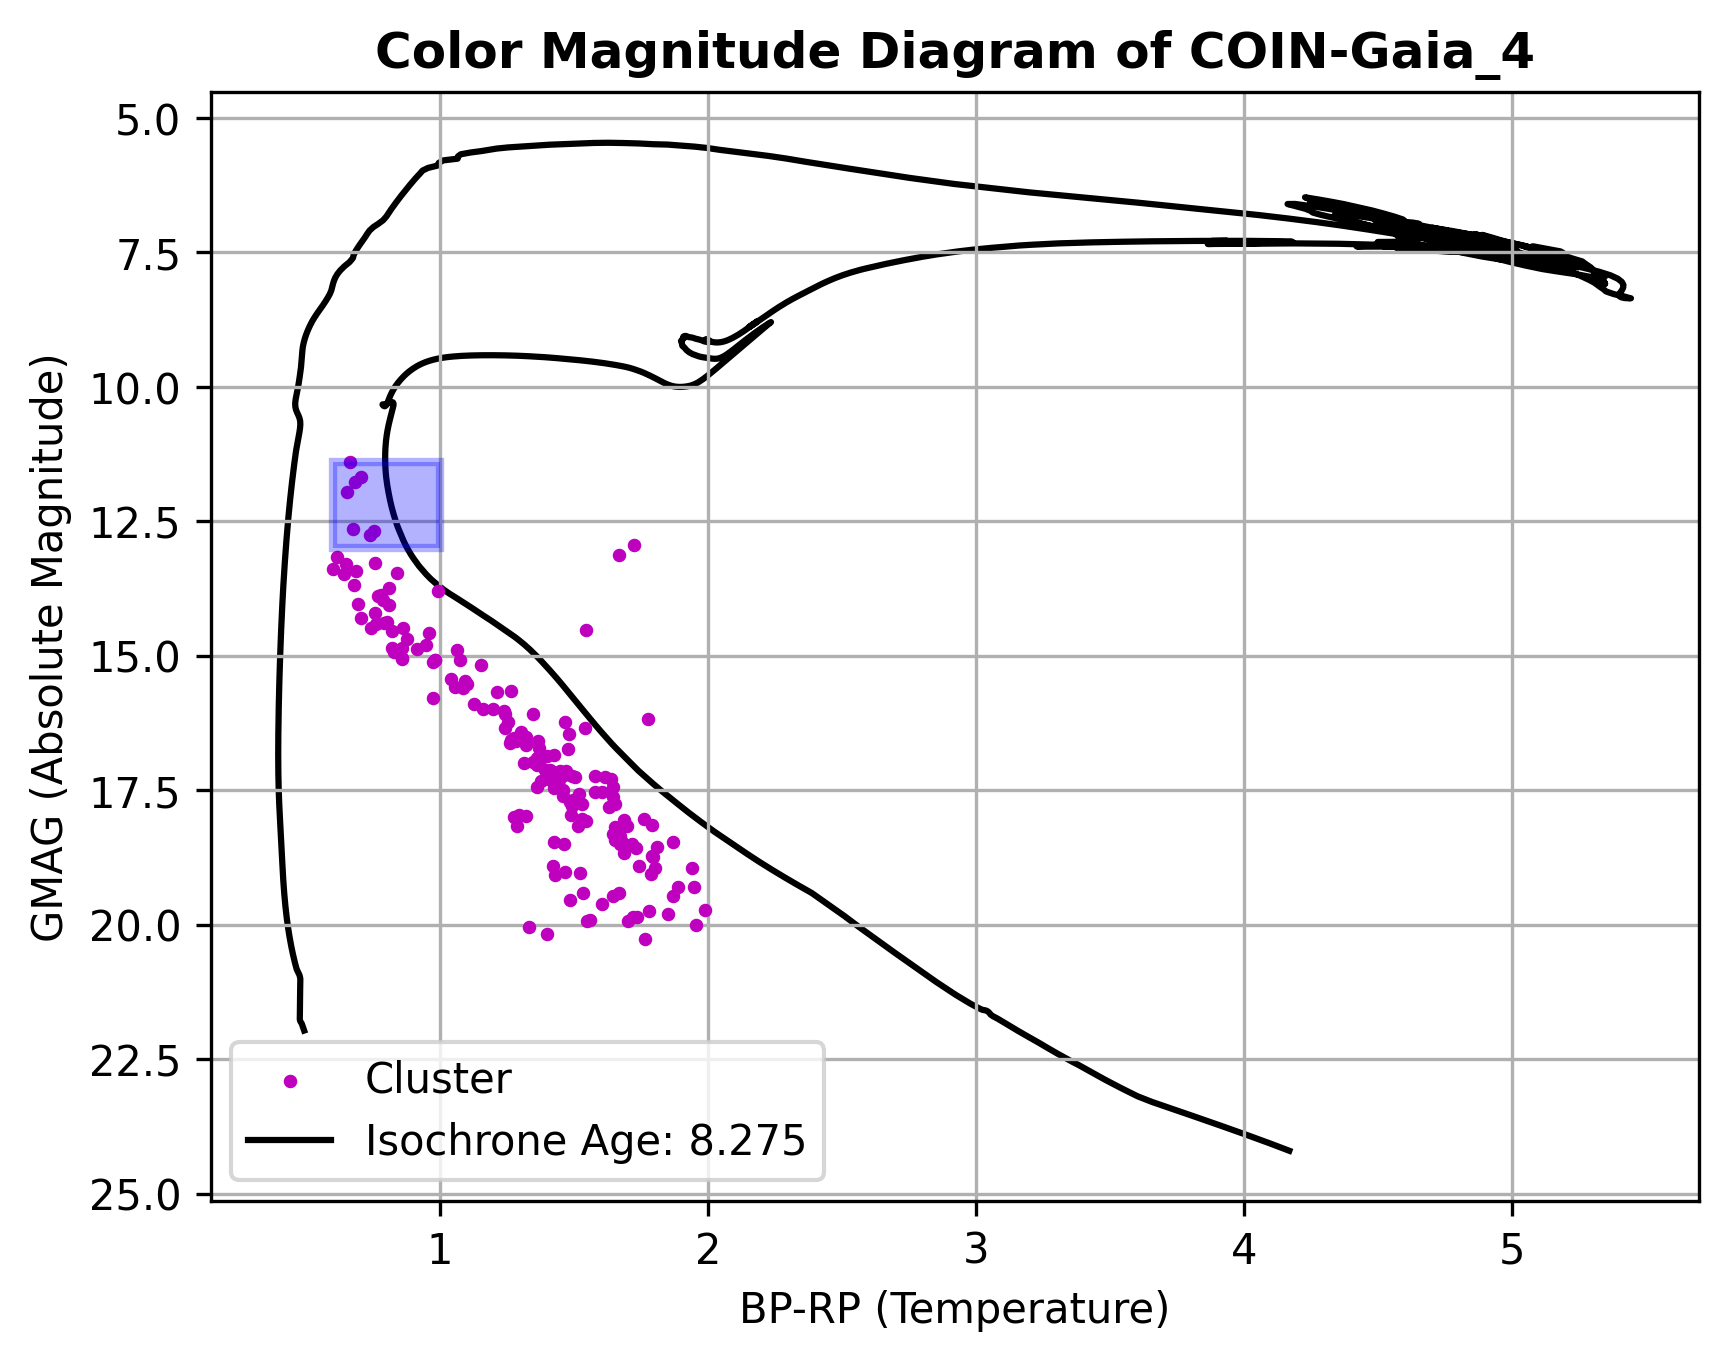 Color Magnitude Diagram of COIN-Gaia_4
GMAG (Absolute Magnitude)
5.0
7.5
10.0
12.5
15.0
17.5
20.0
22.5
25.0
Cluster
Isochrone Age: 8.275
1 2 3 4 5
BP-RP (Temperature)